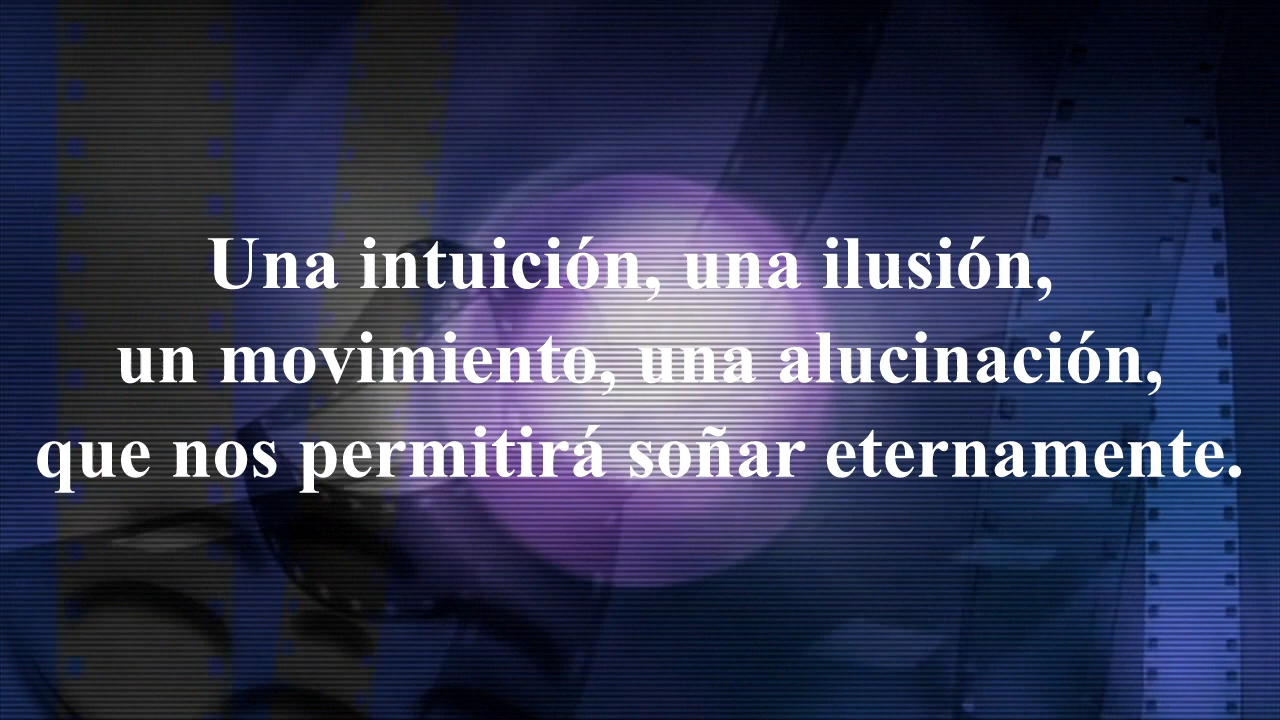 Una intuición, una ilusión,
un movimiento, una alucinación,
que nos permitirá soñar eternamente.